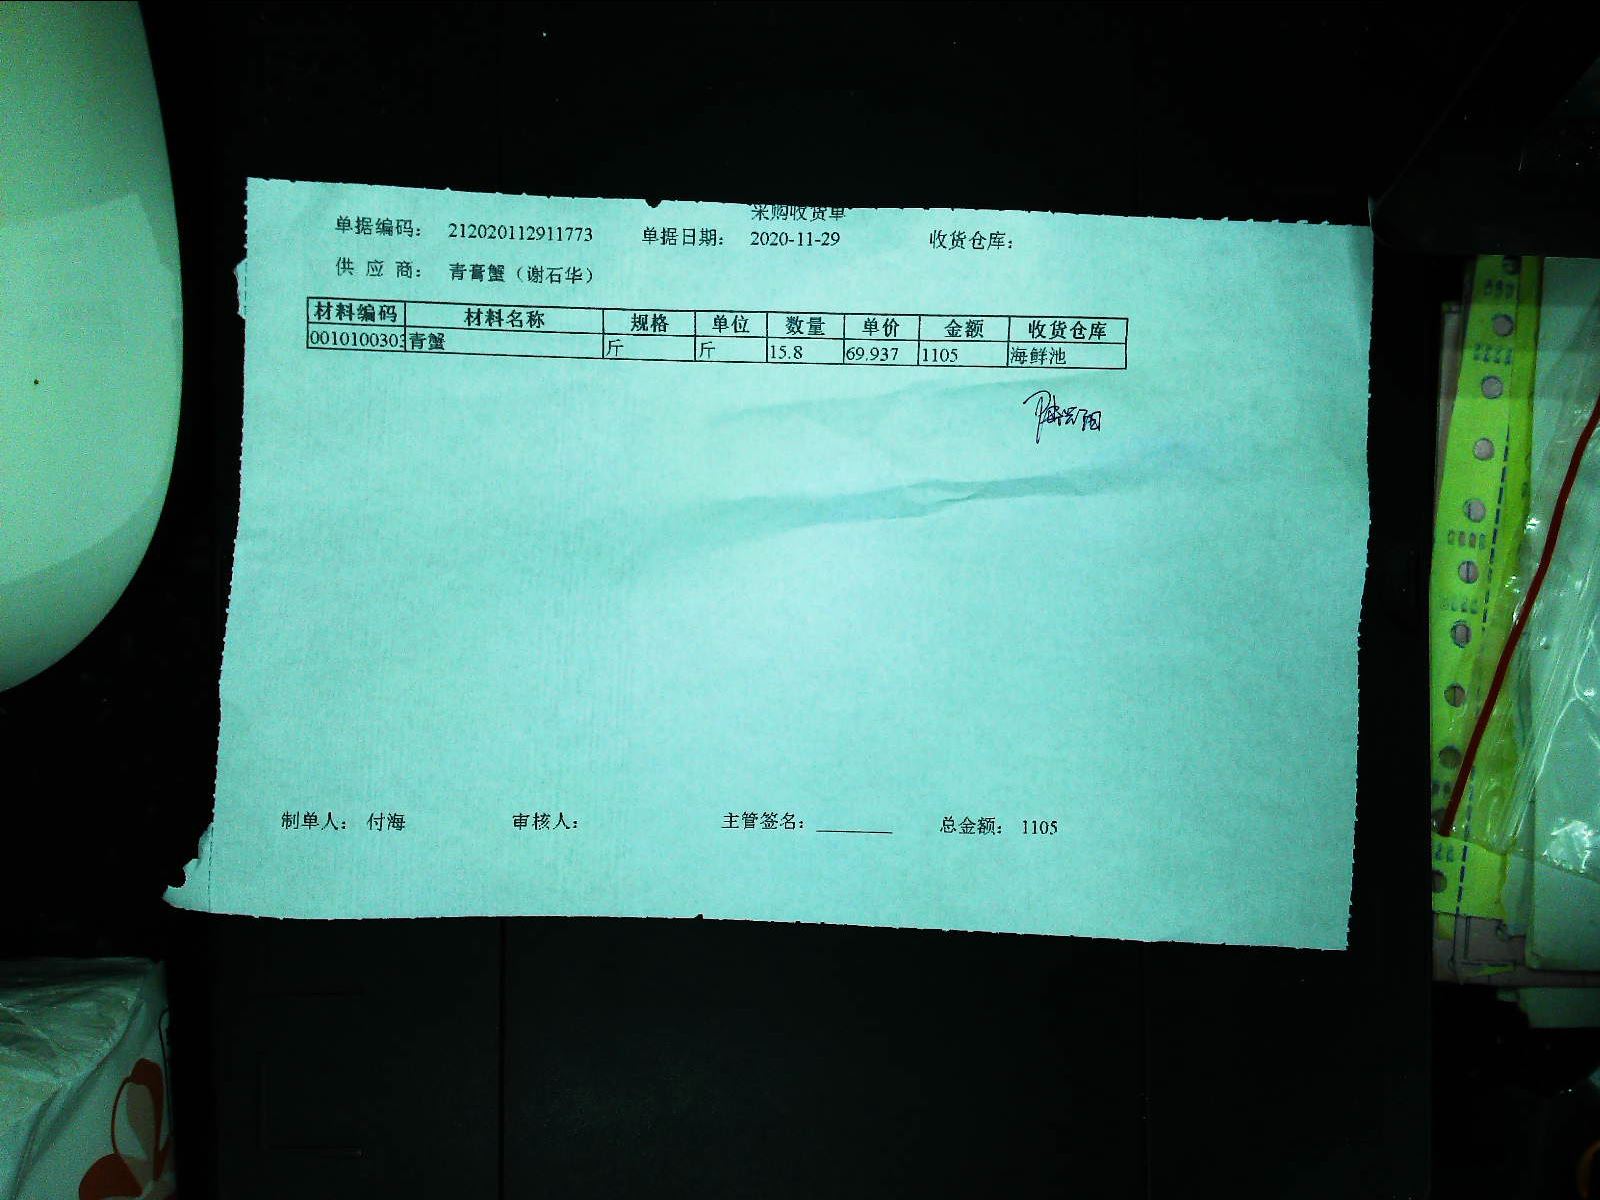 采购收货单
单据编码： 212020112911773 单据日期： 2020-11-29 收货仓库：
供 应 商： 青膏蟹（谢石华）
材料编码 材料名称 规格 单位 数量 单价 金额 收货仓库
0010100303 青蟹 斤 斤 15.8 69.937 1105 海鲜池
制单人： 付海 审核人： 主管签名：________ 总金额： 1105